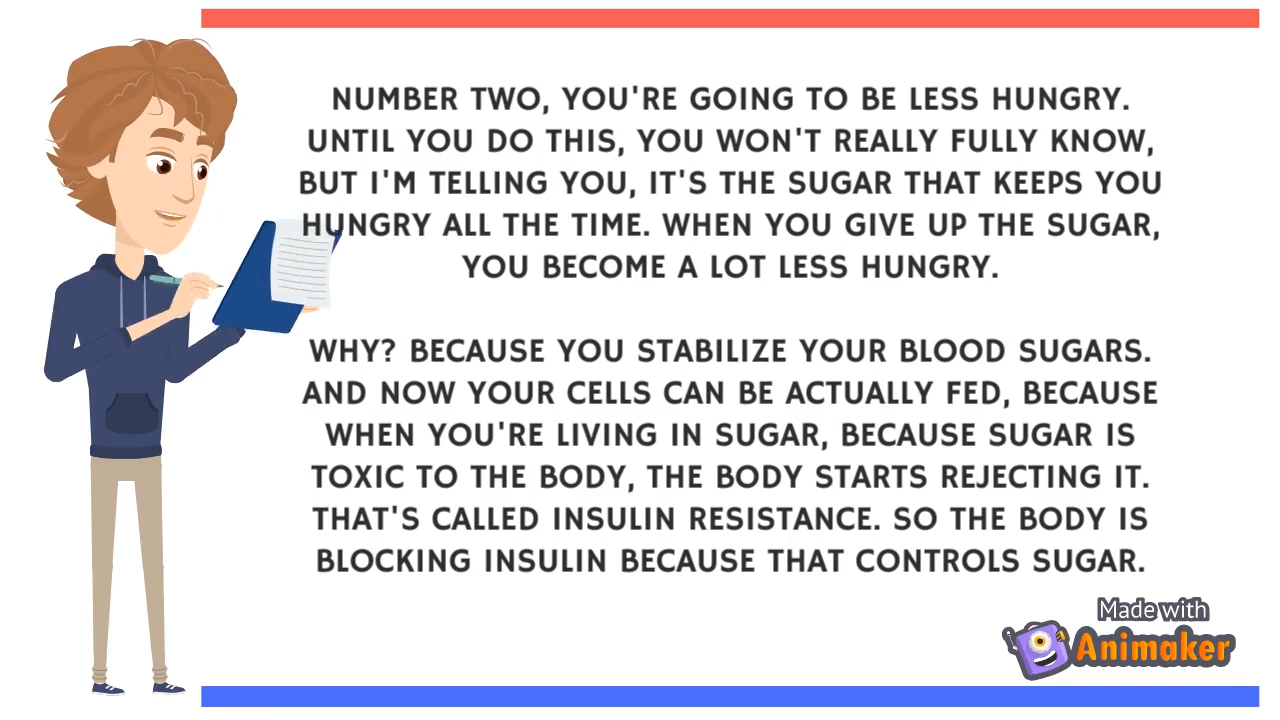 NUMBER TWO, YOU'RE GOING TO BE LESS HUNGRY.
UNTIL YOU DO THIS, YOU WON'T REALLY FULLY KNOW,
BUT I'M TELLING YOU, IT'S THE SUGAR THAT KEEPS YOU
HUNGRY ALL THE TIME. WHEN YOU GIVE UP THE SUGAR,
YOU BECOME A LOT LESS HUNGRY.
WHY? BECAUSE YOU STABILIZE YOUR BLOOD SUGARS.
AND NOW YOUR CELLS CAN BE ACTUALLY FED, BECAUSE
WHEN YOU'RE LIVING IN SUGAR, BECAUSE SUGAR IS
TOXIC TO THE BODY, THE BODY STARTS REJECTING IT.
THAT'S CALLED INSULIN RESISTANCE. SO THE BODY IS
BLOCKING INSULIN BECAUSE THAT CONTROLS SUGAR.
Made with
Animaker